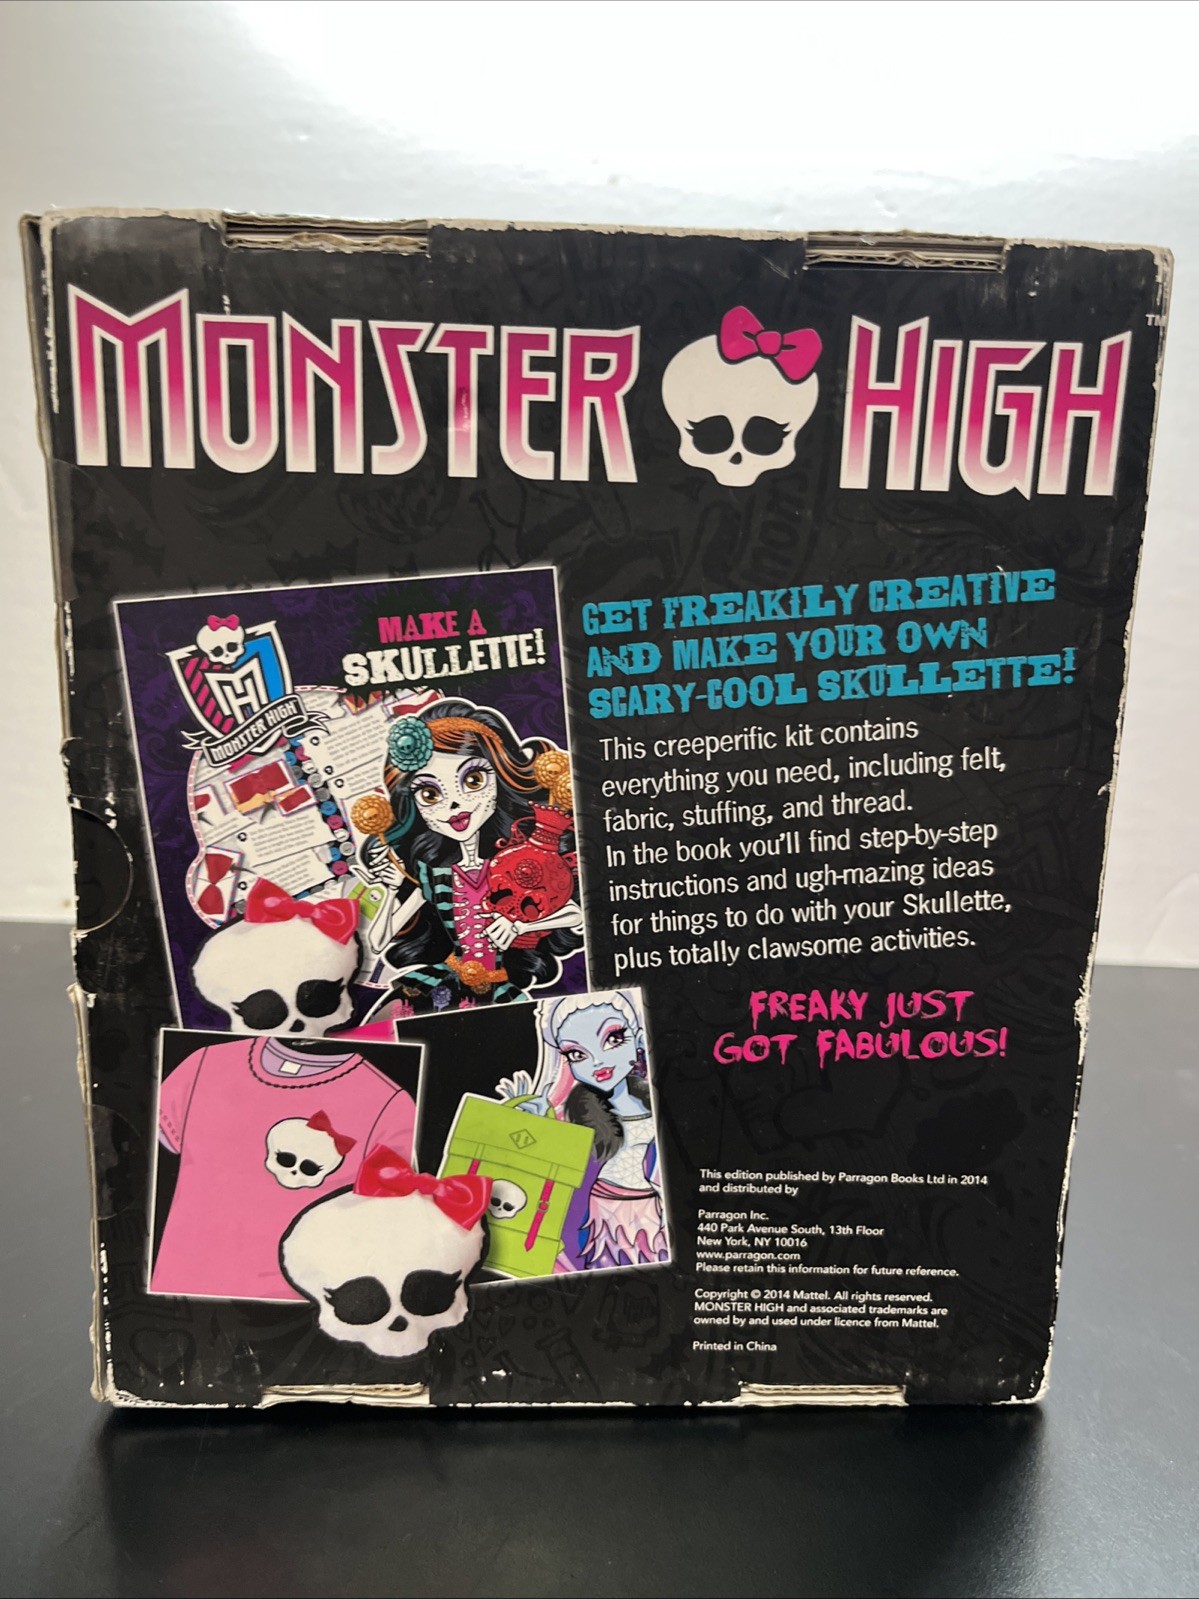 MONSTER HIGH™
MAKE A
SKULLETTE!
MONSTER HIGH
GET FREAKILY CREATIVE
AND MAKE YOUR OWN
SCARY-COOL SKULLETTE!
This creeperific kit contains
everything you need, including felt,
fabric, stuffing, and thread.
In the book you'll find step-by-step
instructions and ugh-mazing ideas
for things to do with your Skullette,
plus totally clawsome activities.
FREAKY JUST
GOT FABULOUS!
This edition published by Parragon Books Ltd in 2014
and distributed by
Parragon Inc.
440 Park Avenue South, 13th Floor
New York, NY 10016
www.parragon.com
Please retain this information for future reference.
Copyright © 2014 Mattel. All rights reserved.
MONSTER HIGH and associated trademarks are
owned by and used under licence from Mattel.
Printed in China